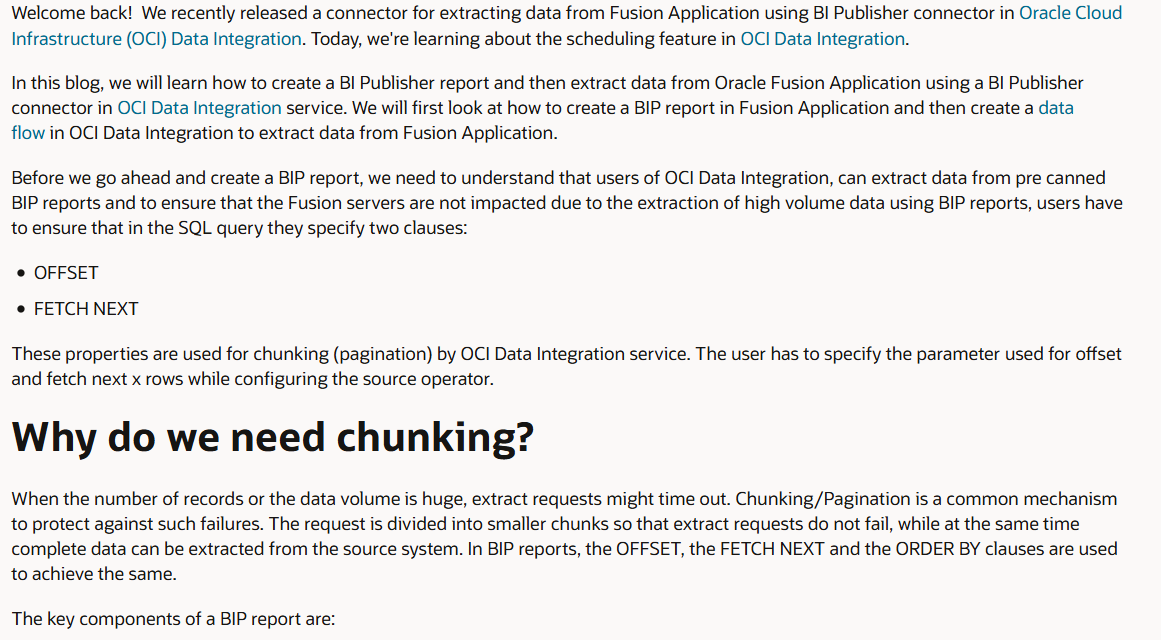 Welcome back!  We recently released a connector for extracting data from Fusion Application using BI Publisher connector in Oracle Cloud
Infrastructure (OCI) Data Integration. Today, we're learning about the scheduling feature in OCI Data Integration.
In this blog, we will learn how to create a BI Publisher report and then extract data from Oracle Fusion Application using a BI Publisher
connector in OCI Data Integration service. We will first look at how to create a BIP report in Fusion Application and then create a data
flow in OCI Data Integration to extract data from Fusion Application.
Before we go ahead and create a BIP report, we need to understand that users of OCI Data Integration, can extract data from pre canned
BIP reports and to ensure that the Fusion servers are not impacted due to the extraction of high volume data using BIP reports, users have
to ensure that in the SQL query they specify two clauses:
• OFFSET
• FETCH NEXT
These properties are used for chunking (pagination) by OCI Data Integration service. The user has to specify the parameter used for offset
and fetch next x rows while configuring the source operator.
Why do we need chunking?
When the number of records or the data volume is huge, extract requests might time out. Chunking/Pagination is a common mechanism
to protect against such failures. The request is divided into smaller chunks so that extract requests do not fail, while at the same time
complete data can be extracted from the source system. In BIP reports, the OFFSET, the FETCH NEXT and the ORDER BY clauses are used
to achieve the same.
The key components of a BIP report are: